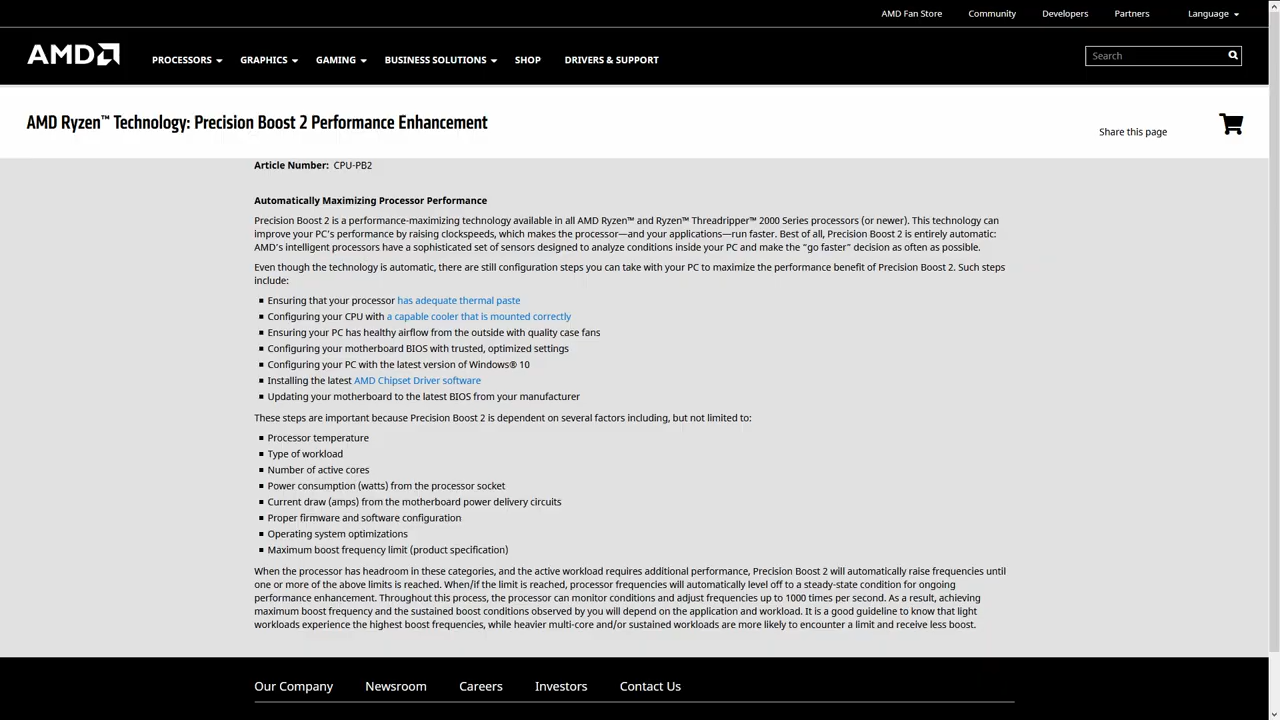 AMD Fan Store Community Developers Partners Language
AMD PROCESSORS GRAPHICS GAMING BUSINESS SOLUTIONS SHOP DRIVERS & SUPPORT Search
AMD Ryzen™ Technology: Precision Boost 2 Performance Enhancement
Share this page
Article Number: CPU-PB2
Automatically Maximizing Processor Performance
Precision Boost 2 is a performance-maximizing technology available in all AMD Ryzen™ and Ryzen™ Threadripper™ 2000 Series processors (or newer). This technology can
improve your PC's performance by raising clockspeeds, which makes the processor—and your applications—run faster. Best of all, Precision Boost 2 is entirely automatic:
AMD's intelligent processors have a sophisticated set of sensors designed to analyze conditions inside your PC and make the “go faster” decision as often as possible.
Even though the technology is automatic, there are still configuration steps you can take with your PC to maximize the performance benefit of Precision Boost 2. Such steps
include:
▪ Ensuring that your processor has adequate thermal paste
▪ Configuring your CPU with a capable cooler that is mounted correctly
▪ Ensuring your PC has healthy airflow from the outside with quality case fans
▪ Configuring your motherboard BIOS with trusted, optimized settings
▪ Configuring your PC with the latest version of Windows® 10
▪ Installing the latest AMD Chipset Driver software
▪ Updating your motherboard to the latest BIOS from your manufacturer
These steps are important because Precision Boost 2 is dependent on several factors including, but not limited to:
▪ Processor temperature
▪ Type of workload
▪ Number of active cores
▪ Power consumption (watts) from the processor socket
▪ Current draw (amps) from the motherboard power delivery circuits
▪ Proper firmware and software configuration
▪ Operating system optimizations
▪ Maximum boost frequency limit (product specification)
When the processor has headroom in these categories, and the active workload requires additional performance, Precision Boost 2 will automatically raise frequencies until
one or more of the above limits is reached. When/if the limit is reached, processor frequencies will automatically level off to a steady-state condition for ongoing
performance enhancement. Throughout this process, the processor can monitor conditions and adjust frequencies up to 1000 times per second. As a result, achieving
maximum boost frequency and the sustained boost conditions observed by you will depend on the application and workload. It is a good guideline to know that light
workloads experience the highest boost frequencies, while heavier multi-core and/or sustained workloads are more likely to encounter a limit and receive less boost.
Our Company Newsroom Careers Investors Contact Us